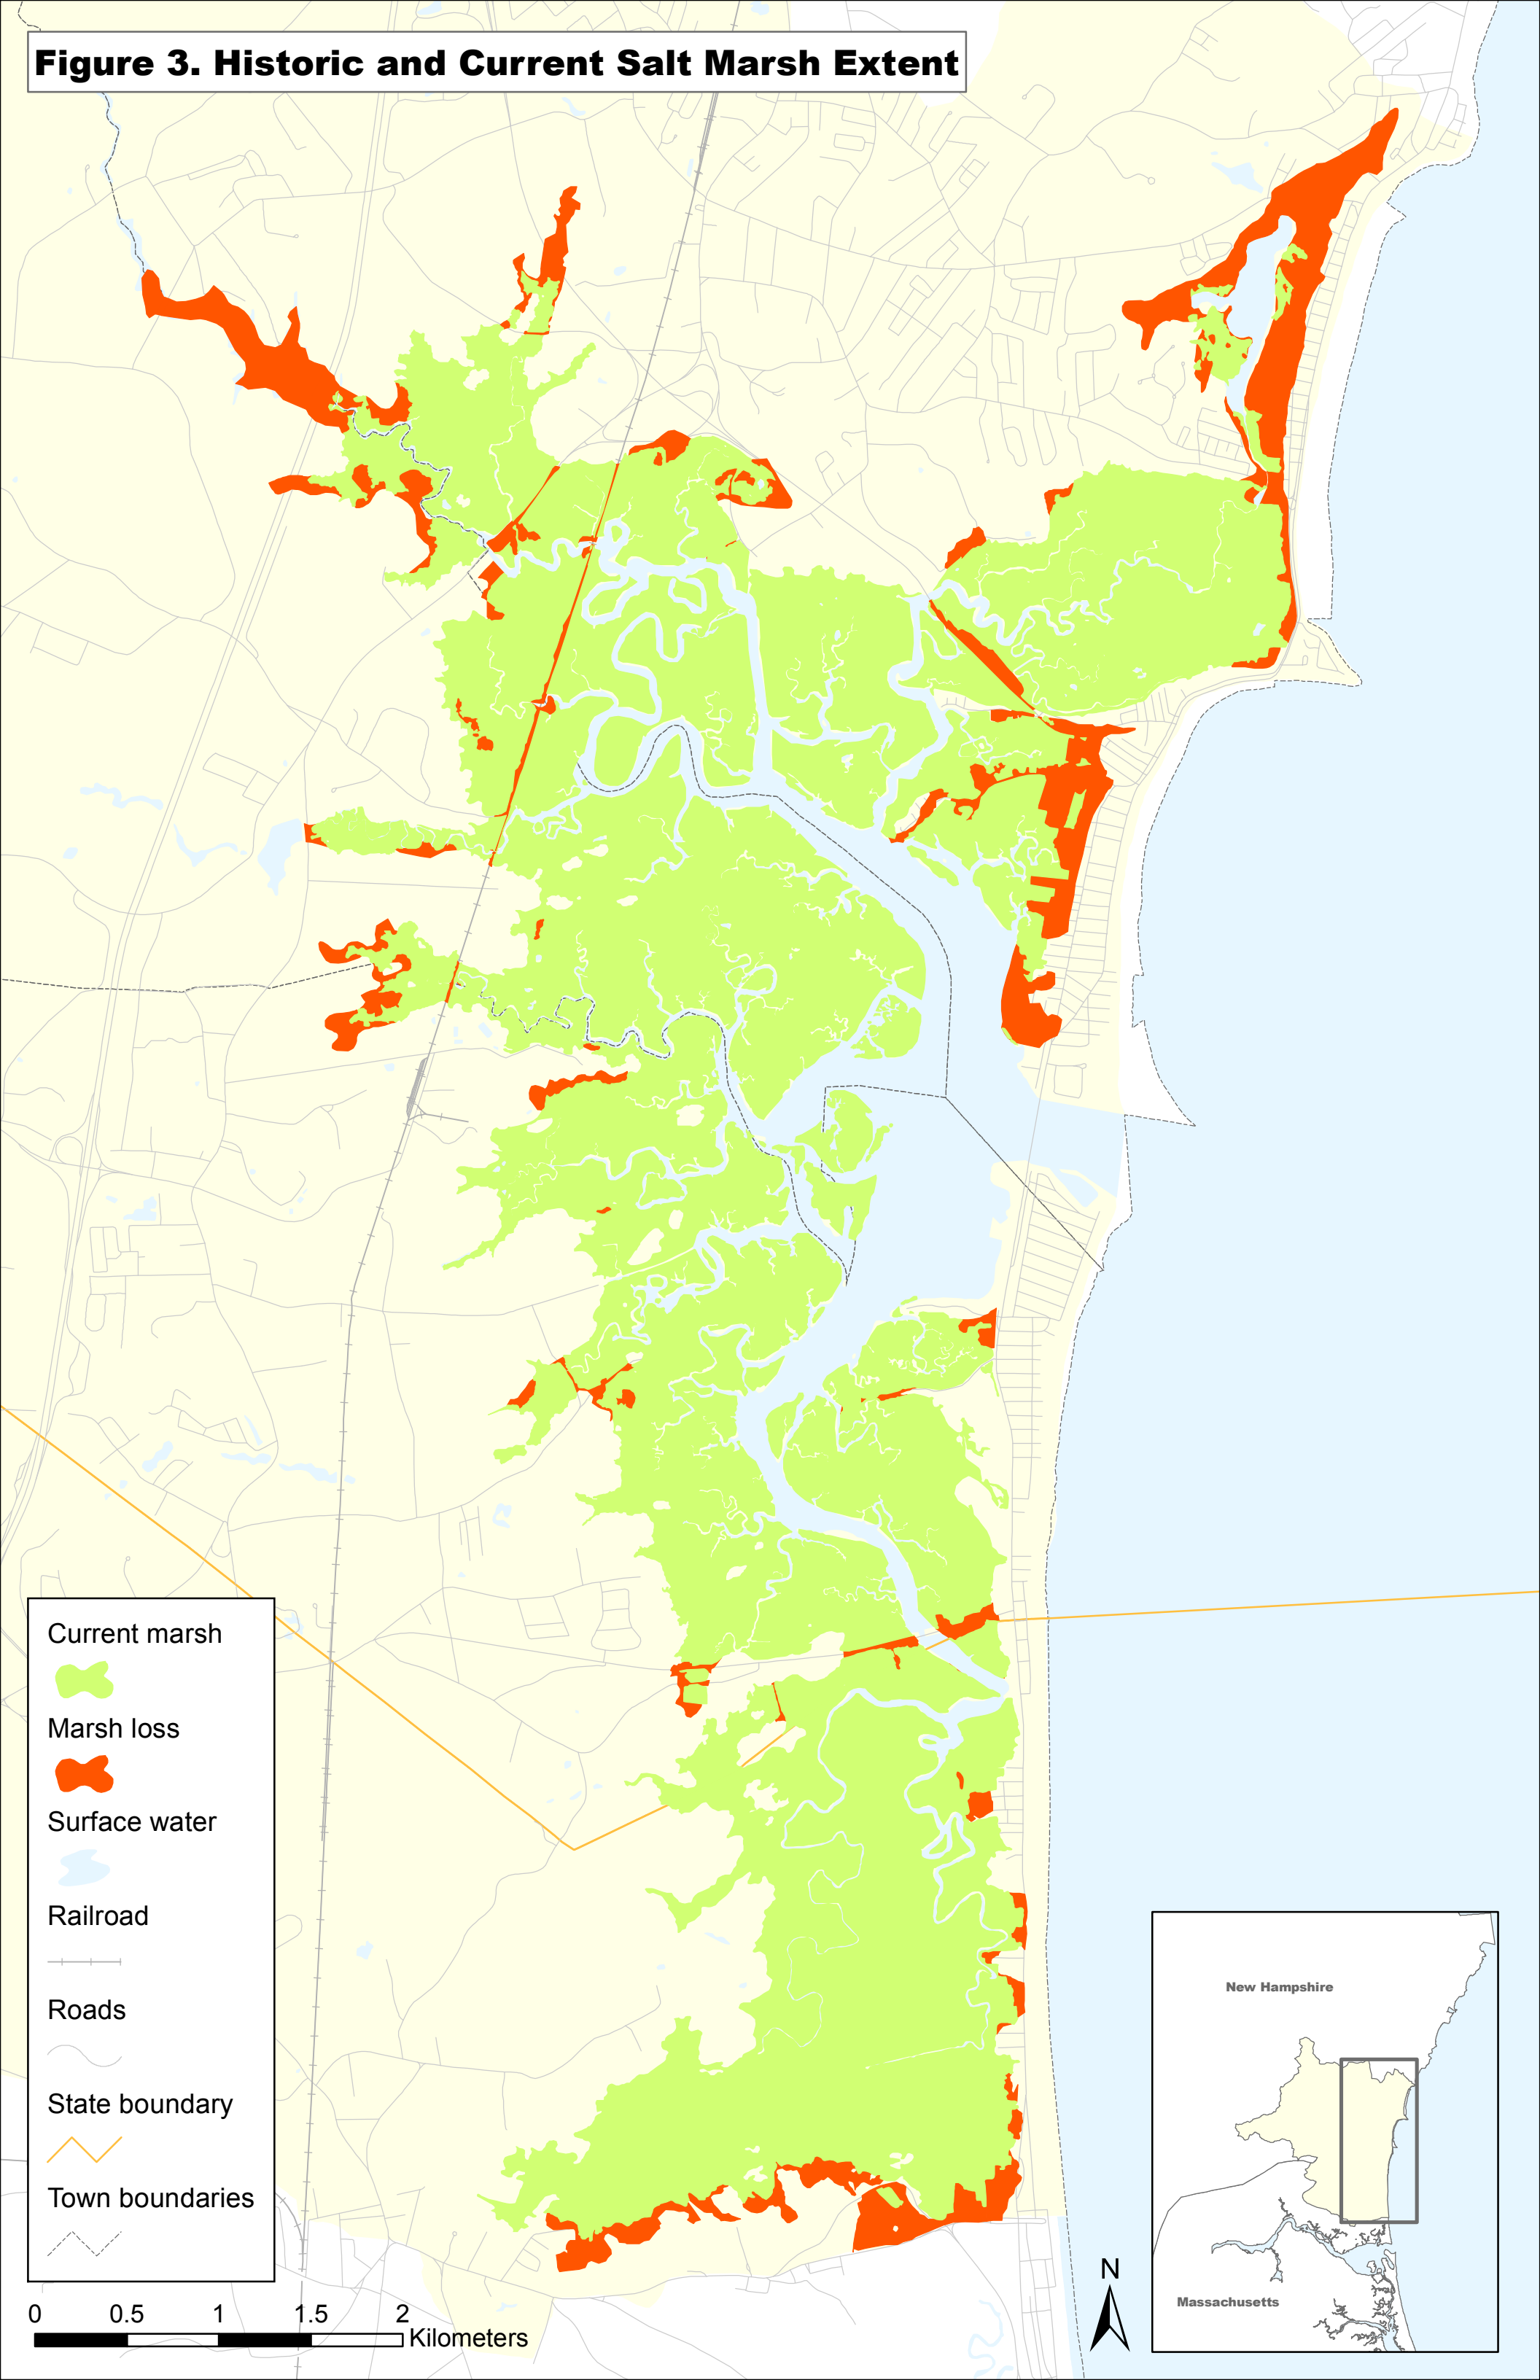 Figure 3. Historic and Current Salt Marsh Extent
Current marsh
Marsh loss
Surface water
Railroad
Roads
State boundary
Town boundaries
0 0.5 1 1.5 2
Kilometers
N
New Hampshire
Massachusetts